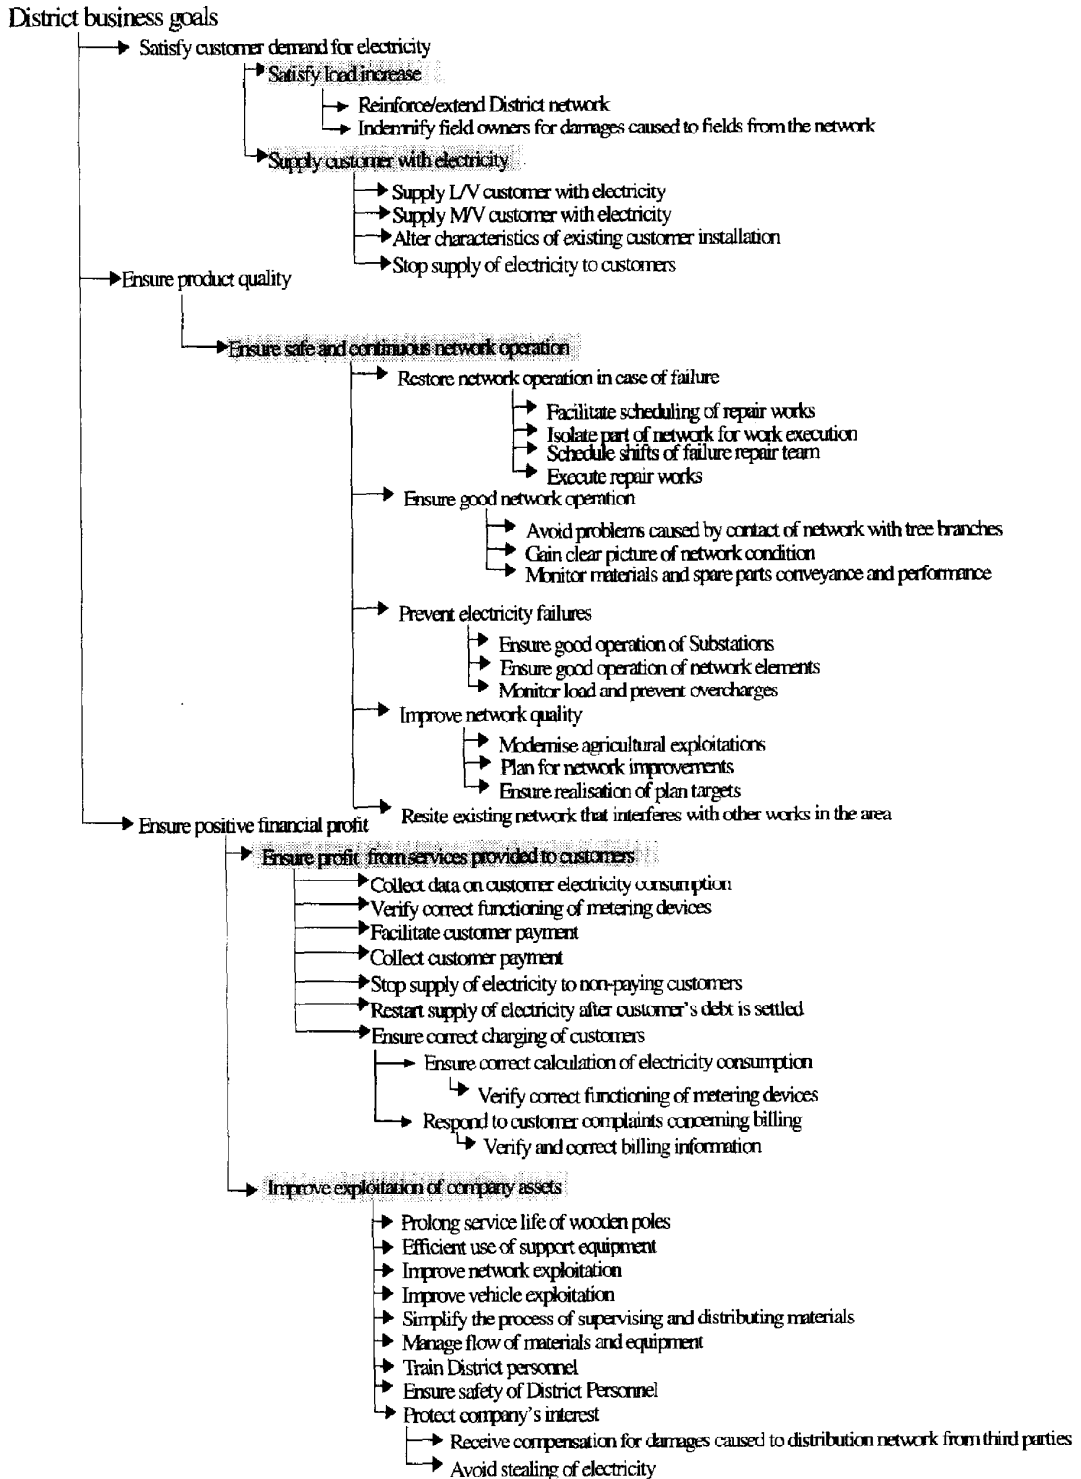 District business goals
Satisfy customer demand for electricity
Satisfy load increase
Reinforce/extend District network
Indemnify field owners for damages caused to fields from the network
Supply customer with electricity
Supply L/V customer with electricity
Supply M/V customer with electricity
Alter characteristics of existing customer installation
Stop supply of electricity to customers
Ensure product quality
Ensure safe and continuous network operation
Restore network operation in case of failure
Facilitate scheduling of repair works
Isolate part of network for work execution
Schedule shifts of failure repair team
Execute repair works
Ensure good network operation
Avoid problems caused by contact of network with tree branches
Gain clear picture of network condition
Monitor materials and spare parts conveyance and performance
Prevent electricity failures
Ensure good operation of Substations
Ensure good operation of network elements
Monitor load and prevent overcharges
Improve network quality
Modernise agricultural exploitations
Plan for network improvements
Ensure realisation of plan targets
Resite existing network that interferes with other works in the area
Ensure positive financial profit
Ensure profit from services provided to customers
Collect data on customer electricity consumption
Verify correct functioning of metering devices
Facilitate customer payment
Collect customer payment
Stop supply of electricity to non-paying customers
Restart supply of electricity after customer's debt is settled
Ensure correct charging of customers
Ensure correct calculation of electricity consumption
Verify correct functioning of metering devices
Respond to customer complaints concerning billing
Verify and correct billing information
Improve exploitation of company assets
Prolong service life of wooden poles
Efficient use of support equipment
Improve network exploitation
Improve vehicle exploitation
Simplify the process of supervising and distributing materials
Manage flow of materials and equipment
Train District personnel
Ensure safety of District Personnel
Protect company's interest
Receive compensation for damages caused to distribution network from third parties
Avoid stealing of electricity